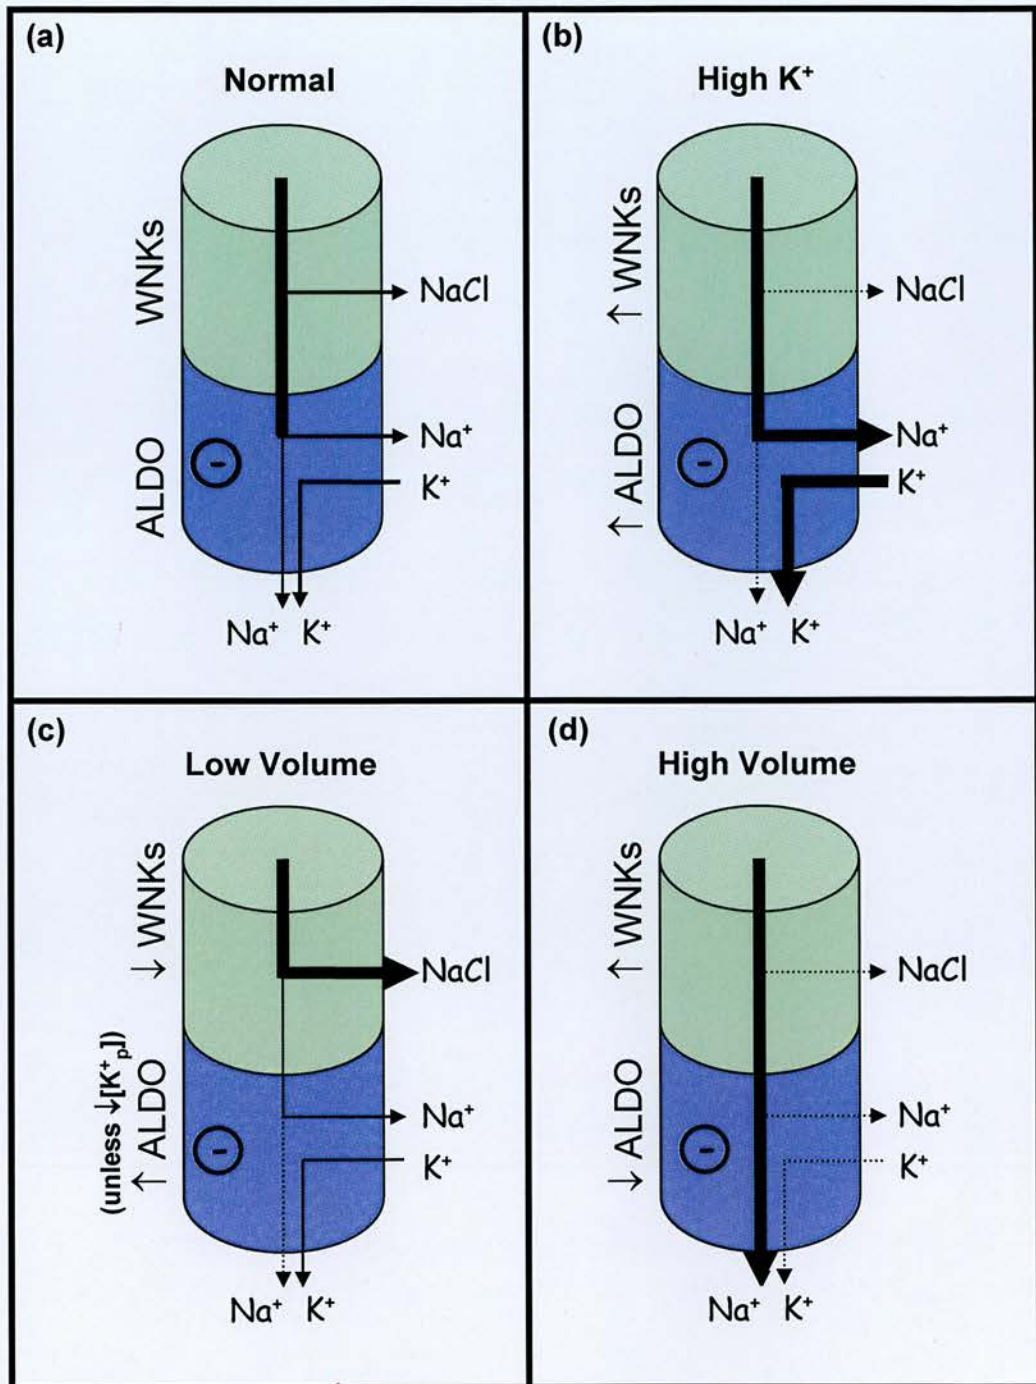 (a)
Normal
WNKs
ALDO
NaCl
Na⁺
K⁺
-
Na⁺ K⁺
(b)
High K⁺
↑ WNKs
↑ ALDO
NaCl
Na⁺
K⁺
-
Na⁺ K⁺
(c)
Low Volume
↓ WNKs
(unless ↓[K⁺p])
↑ ALDO
NaCl
Na⁺
K⁺
-
Na⁺ K⁺
(d)
High Volume
↑ WNKs
↓ ALDO
NaCl
Na⁺
K⁺
-
Na⁺ K⁺